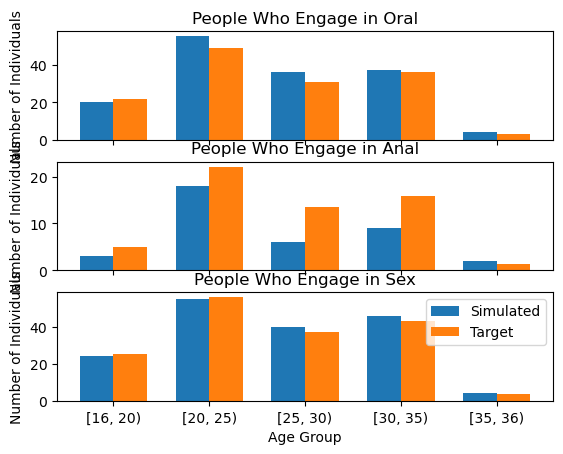 People Who Engage in Oral
Number of Individuals
40
20
0
People Who Engage in Anal
Number of Individuals
20
10
0
People Who Engage in Sex
Number of Individuals
40
20
0
Simulated
Target
[16, 20)
[20, 25)
[25, 30)
[30, 35)
[35, 36)
Age Group